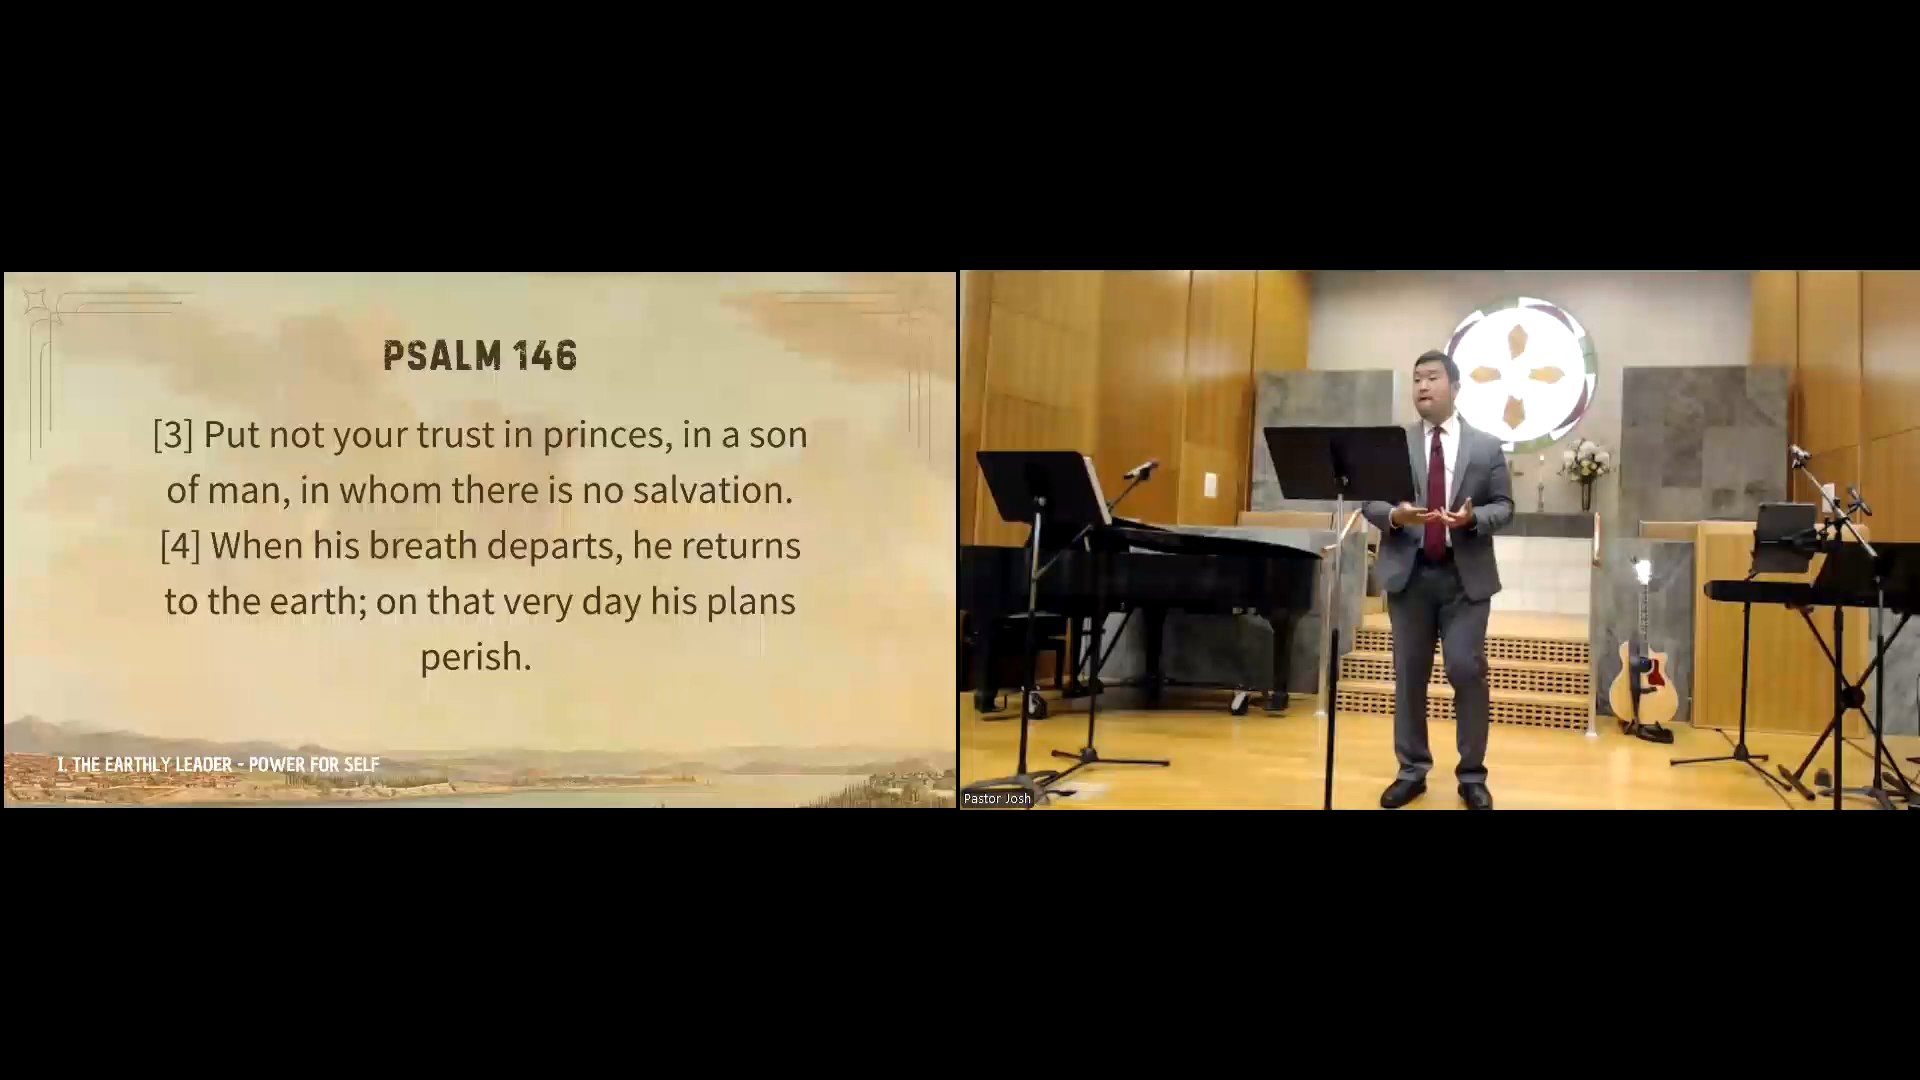 PSALM 146
[3] Put not your trust in princes, in a son
of man, in whom there is no salvation.
[4] When his breath departs, he returns
to the earth; on that very day his plans
perish.
I. THE EARTHLY LEADER - POWER FOR SELF
Pastor Josh